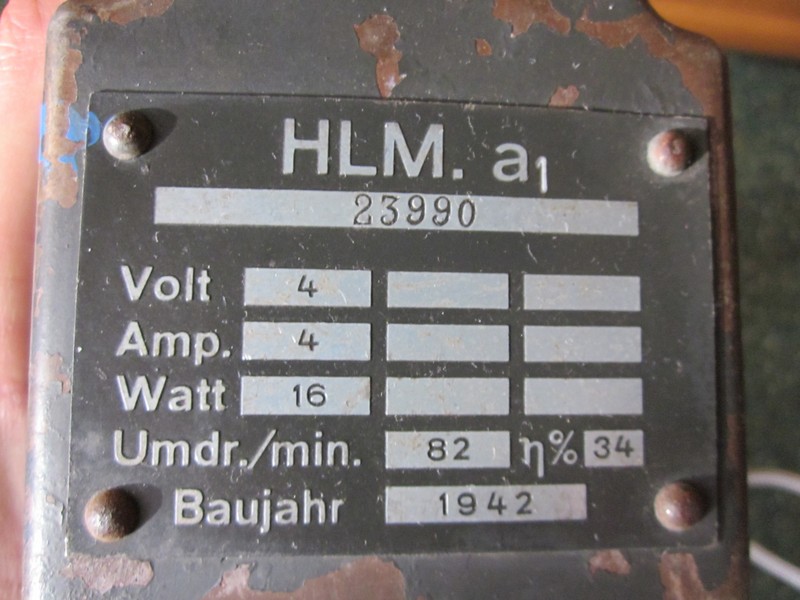 HLM. a1
23990
Volt 4
Amp. 4
Watt 16
Umdr./min. 82 η% 34
Baujahr 1942